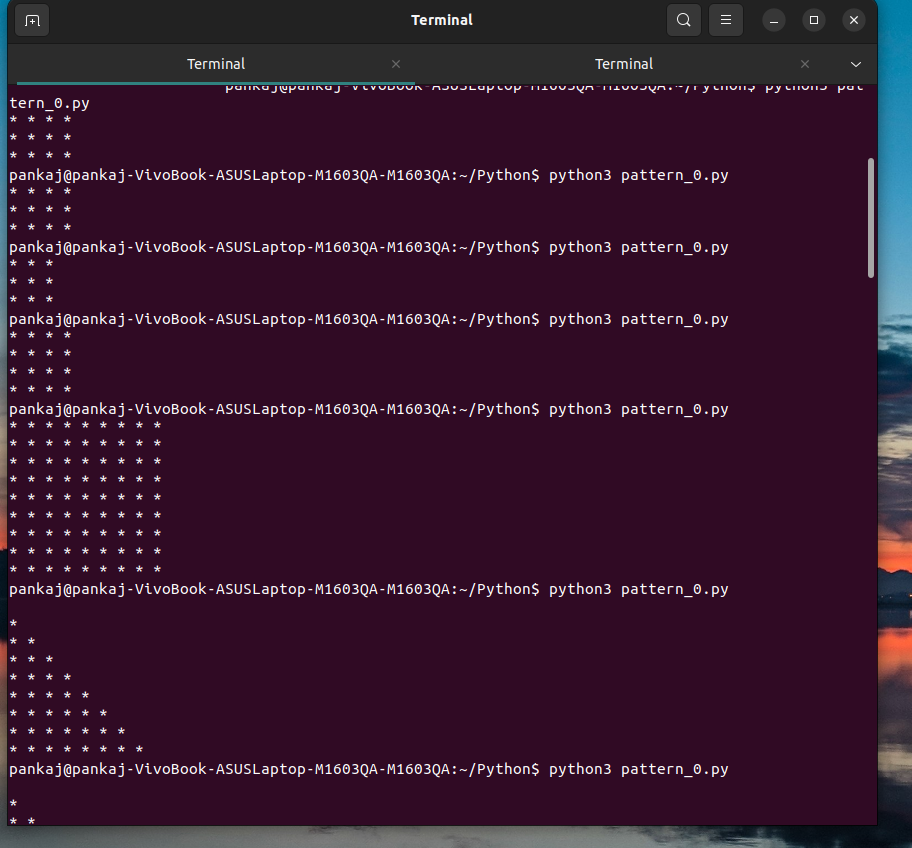 Terminal
Terminal Terminal
pankaj@pankaj-VivoBook-ASUSLaptop-M1603QA-M1603QA:~/Python$ python3 pat
tern_0.py
* * * *
* * * *
* * * *
pankaj@pankaj-VivoBook-ASUSLaptop-M1603QA-M1603QA:~/Python$ python3 pattern_0.py
* * * *
* * * *
* * * *
pankaj@pankaj-VivoBook-ASUSLaptop-M1603QA-M1603QA:~/Python$ python3 pattern_0.py
* * *
* * *
* * *
pankaj@pankaj-VivoBook-ASUSLaptop-M1603QA-M1603QA:~/Python$ python3 pattern_0.py
* * * *
* * * *
* * * *
* * * *
pankaj@pankaj-VivoBook-ASUSLaptop-M1603QA-M1603QA:~/Python$ python3 pattern_0.py
* * * * * * * * *
* * * * * * * * *
* * * * * * * * *
* * * * * * * * *
* * * * * * * * *
* * * * * * * * *
* * * * * * * * *
* * * * * * * * *
* * * * * * * * *
pankaj@pankaj-VivoBook-ASUSLaptop-M1603QA-M1603QA:~/Python$ python3 pattern_0.py

*
* *
* * *
* * * *
* * * * *
* * * * * *
* * * * * * *
* * * * * * * *
pankaj@pankaj-VivoBook-ASUSLaptop-M1603QA-M1603QA:~/Python$ python3 pattern_0.py

*
* *